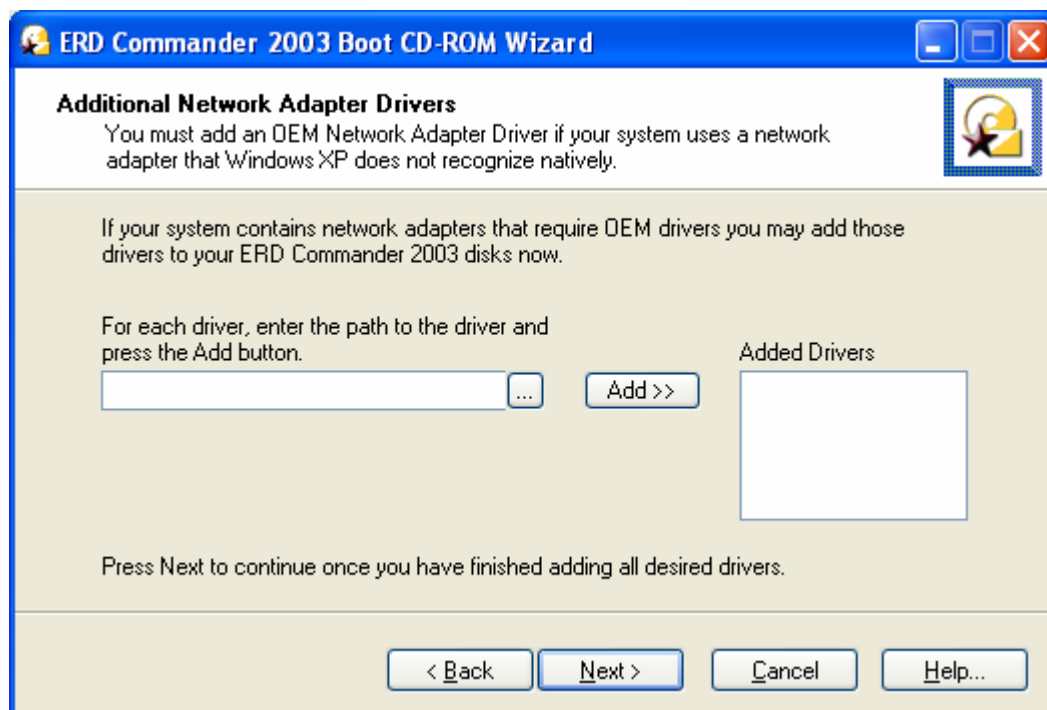 ERD Commander 2003 Boot CD-ROM Wizard
Additional Network Adapter Drivers
You must add an OEM Network Adapter Driver if your system uses a network
adapter that Windows XP does not recognize natively.
If your system contains network adapters that require OEM drivers you may add those
drivers to your ERD Commander 2003 disks now.
For each driver, enter the path to the driver and
press the Add button.
Added Drivers
...
Add >>
Press Next to continue once you have finished adding all desired drivers.
< Back
Next >
Cancel
Help...